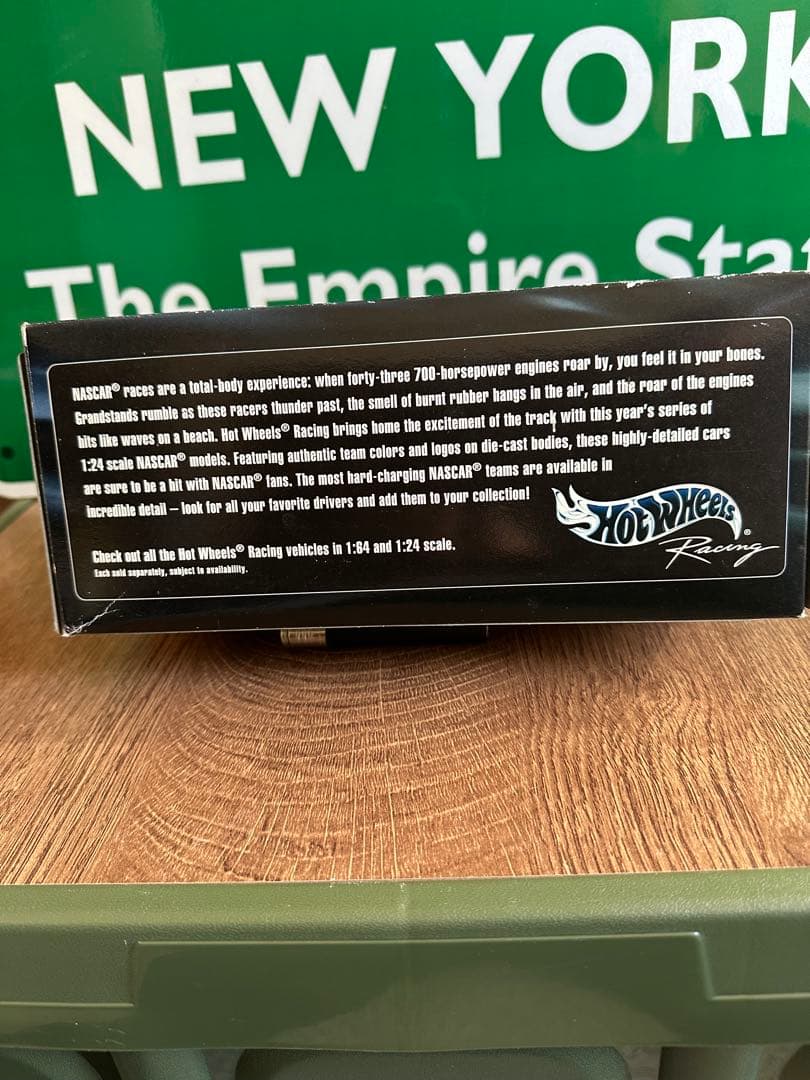 NEW YORK
The Empire Sta
NASCAR® races are a total-body experience: when forty-three 700-horsepower engines roar by, you feel it in your bones.
Grandstands rumble as these racers thunder past, the smell of burnt rubber hangs in the air, and the roar of the engines
hits like waves on a beach. Hot Wheels® Racing brings home the excitement of the track with this year's series of
1:24 scale NASCAR® models. Featuring authentic team colors and logos on die-cast bodies, these highly-detailed cars
are sure to be a hit with NASCAR® fans. The most hard-charging NASCAR® teams are available in
incredible detail – look for all your favorite drivers and add them to your collection!
HOT WHEELS®
Racing
Check out all the Hot Wheels® Racing vehicles in 1:64 and 1:24 scale.
Each sold separately, subject to availability.